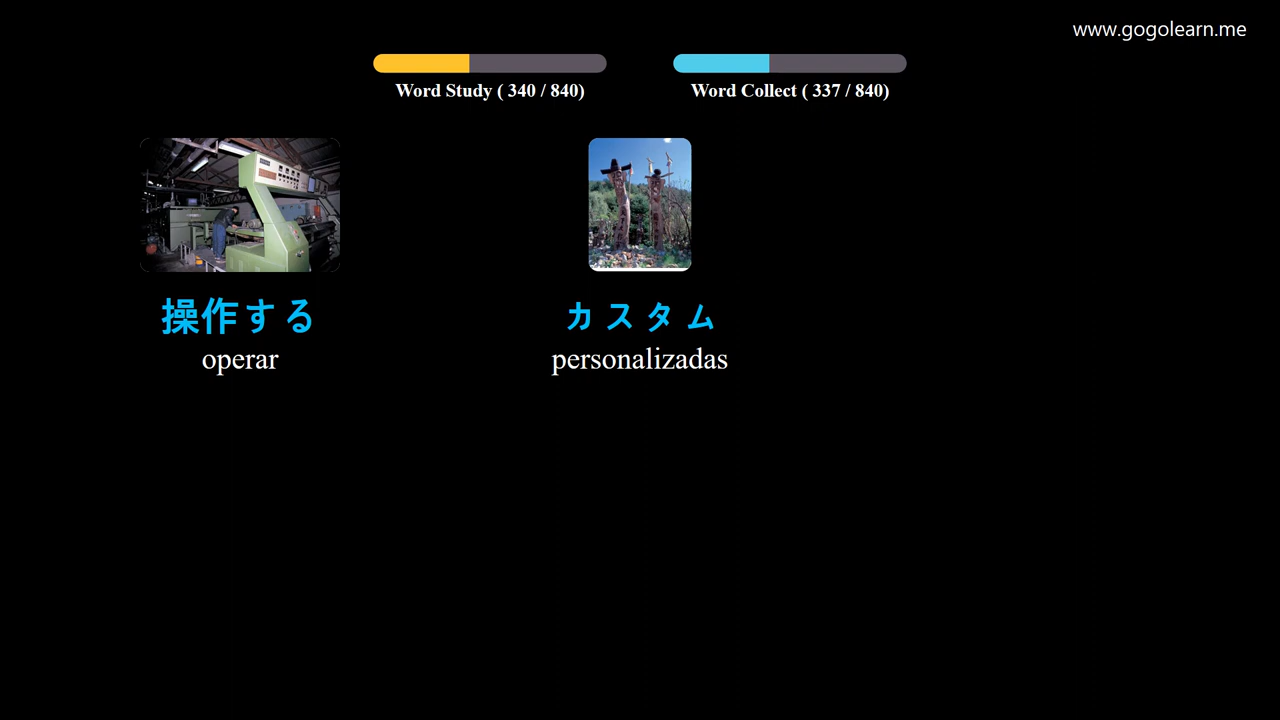 www.gogolearn.me
Word Study ( 340 / 840)
Word Collect ( 337 / 840)
操作する
operar
カスタム
personalizadas